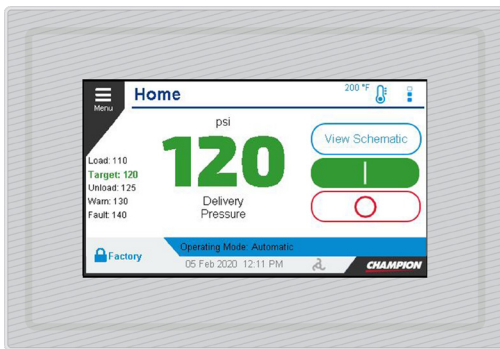 Home
200 °F
Menu
psi
120
View Schematic
Load: 110
Target: 120
Unload: 125
Warn: 130
Fault: 140
Delivery
Pressure
Operating Mode: Automatic
Factory
05 Feb 2020 12:11 PM
CHAMPION